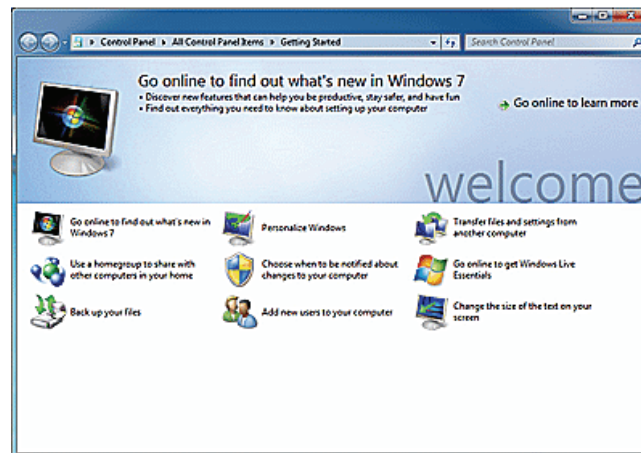 Control Panel ▸ All Control Panel Items ▸ Getting Started
Search Control Panel
Go online to find out what's new in Windows 7
• Discover new features that can help you be productive, stay safer, and have fun
• Find out everything you need to know about setting up your computer
Go online to learn more
welcome
Go online to find out what's new in
Windows 7
Personalize Windows
Transfer files and settings from
another computer
Use a homegroup to share with
other computers in your home
Choose when to be notified about
changes to your computer
Go online to get Windows Live
Essentials
Back up your files
Add new users to your computer
Change the size of the text on your
screen